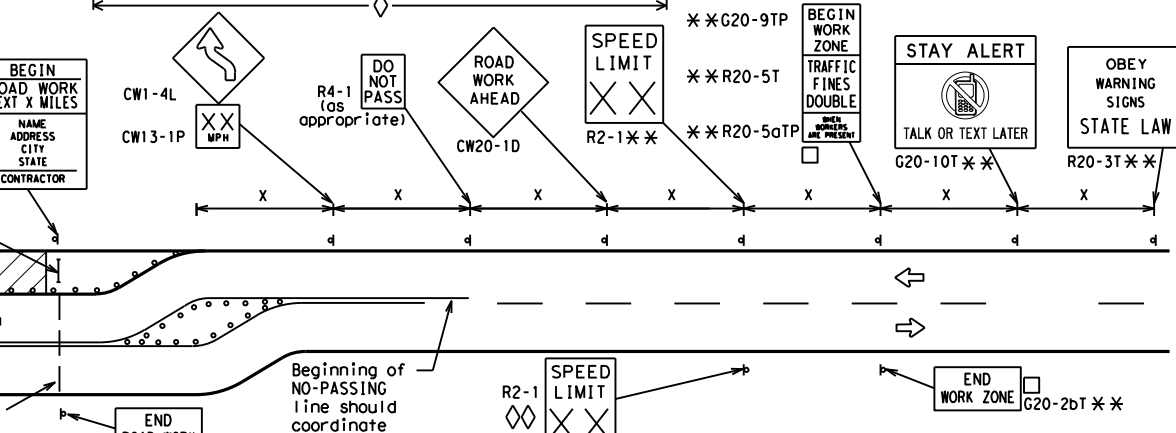 BEGIN
ROAD WORK
NEXT X MILES
NAME
ADDRESS
CITY
STATE
CONTRACTOR
CW1-4L
XX
MPH
CW13-1P
R4-1
(as
appropriate)
DO
NOT
PASS
ROAD
WORK
AHEAD
CW20-1D
SPEED
LIMIT
XX
R2-1**
**G20-9TP
**R20-5T
**R20-5aTP
BEGIN
WORK
ZONE
TRAFFIC
FINES
DOUBLE
WHEN
WORKERS
ARE PRESENT
STAY ALERT
TALK OR TEXT LATER
G20-10T **
OBEY
WARNING
SIGNS
STATE LAW
R20-3T **
X X X X X X X
Beginning of
NO-PASSING
line should
coordinate
R2-1
◊◊
SPEED
LIMIT
XX
END
WORK ZONE
G20-2bT **
END
ROAD WORK